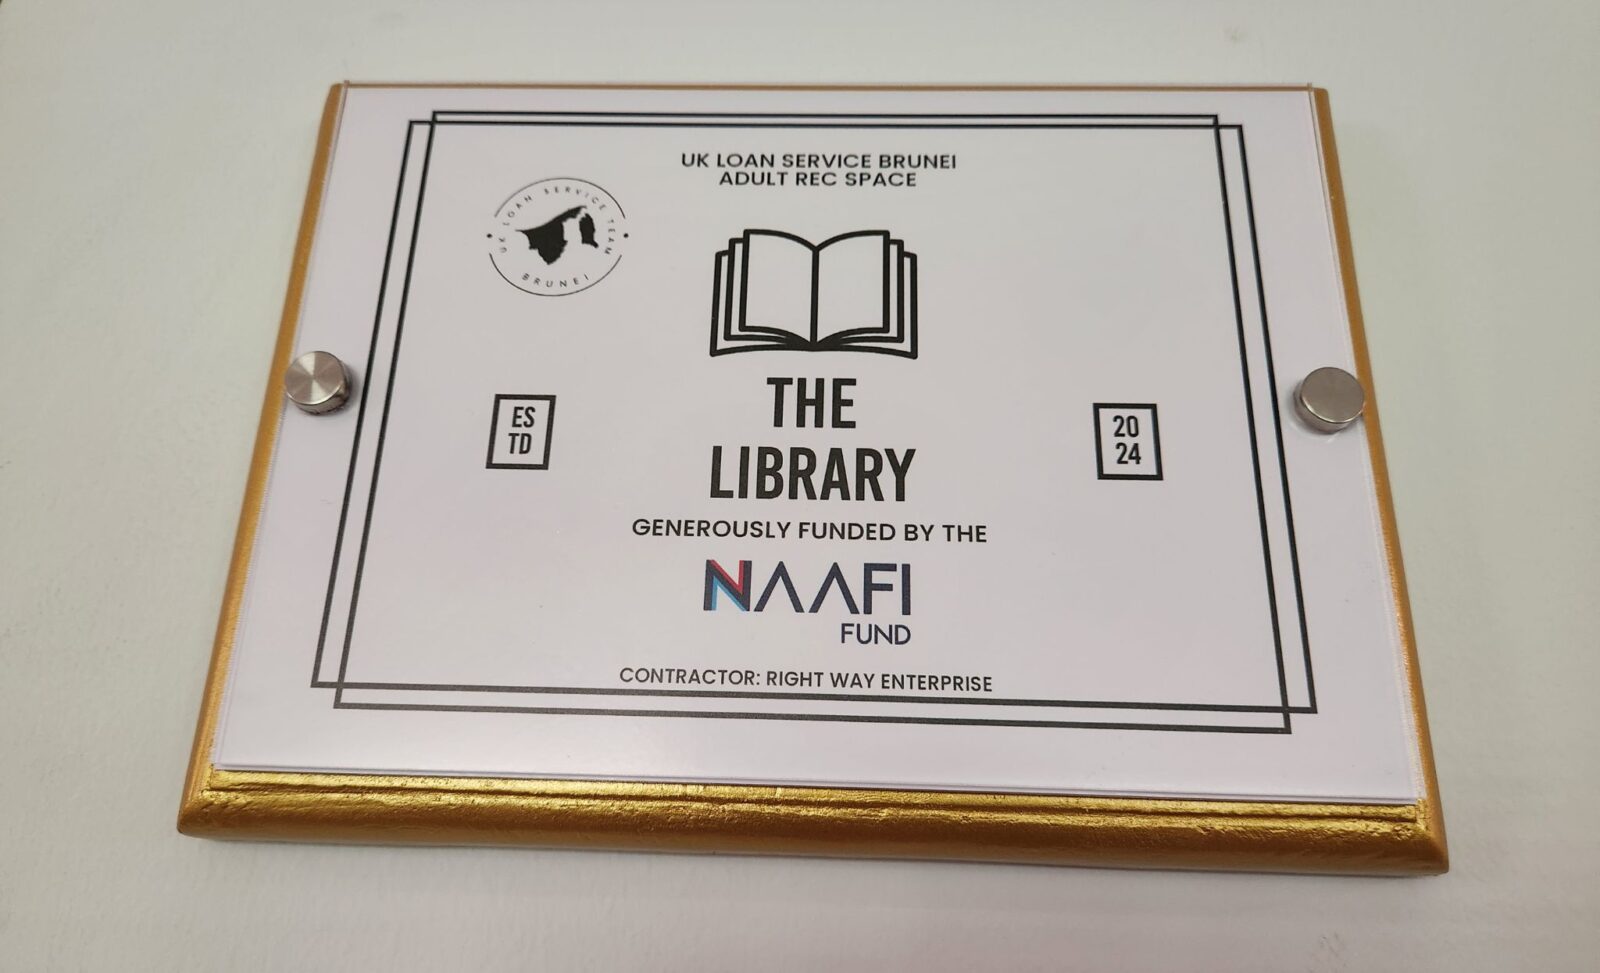 UK LOAN SERVICE BRUNEI
ADULT REC SPACE
UK LOAN SERVICE TEAM
BRUNEI
THE
LIBRARY
ES
TD
20
24
GENEROUSLY FUNDED BY THE
NAAFI
FUND
CONTRACTOR: RIGHT WAY ENTERPRISE